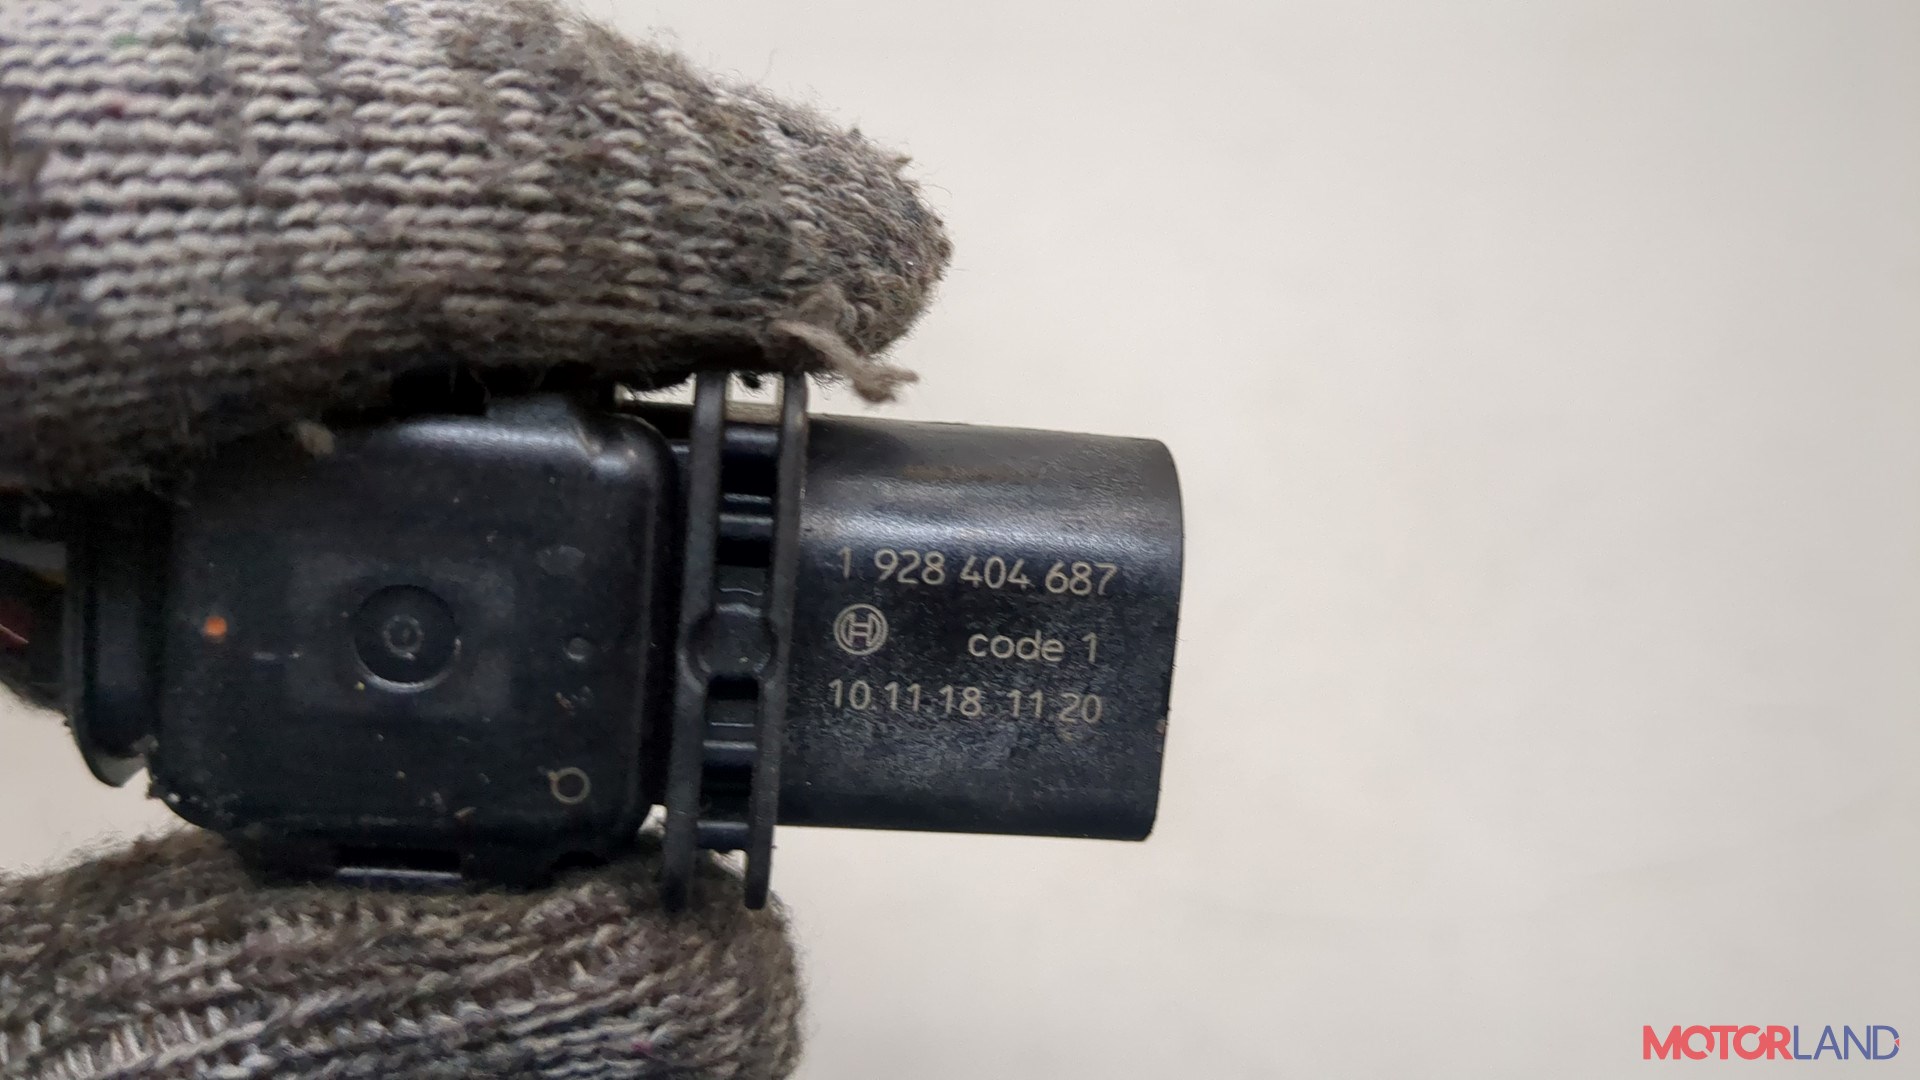 1 928 404 687
code 1
10.11.18 11:20
MOTORLAND